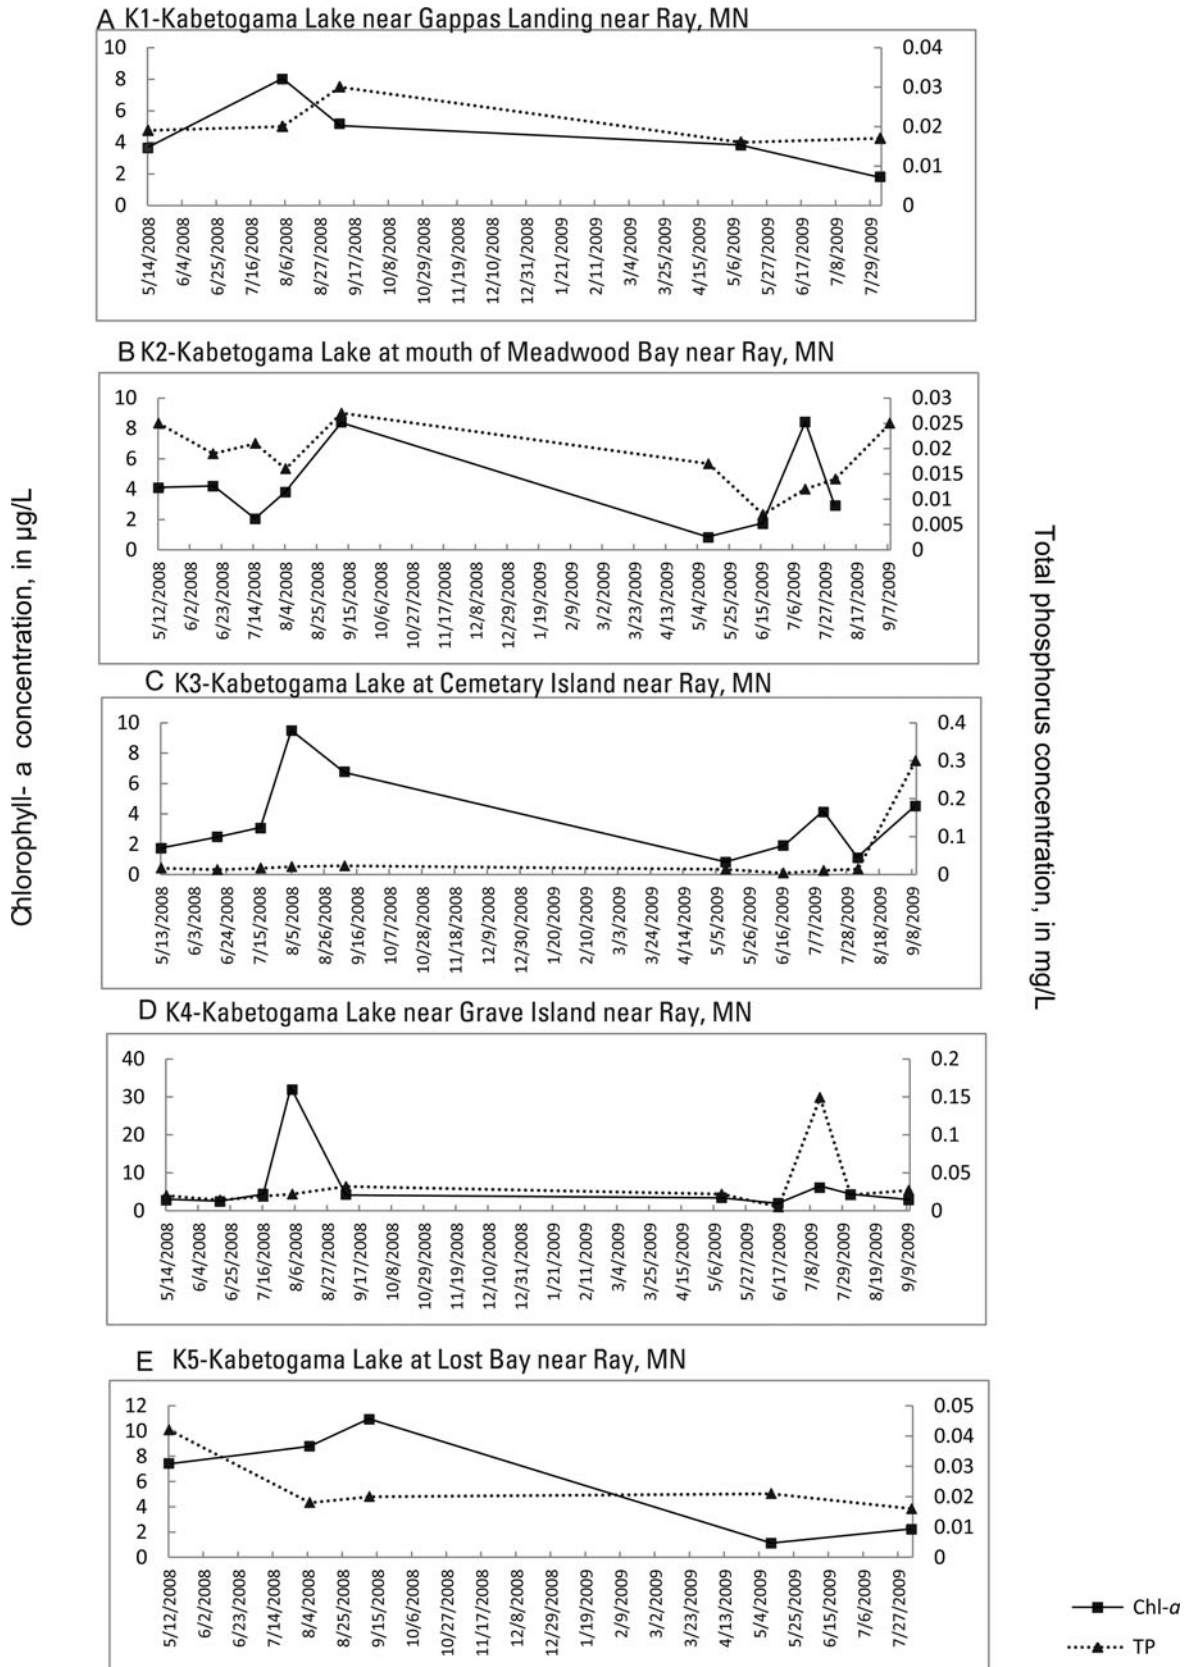 A K1-Kabetogama Lake near Gappas Landing near Ray, MN
10 8 6 4 2 0
0.04 0.03 0.02 0.01 0
5/14/2008 6/4/2008 6/25/2008 7/16/2008 8/6/2008 8/27/2008 9/17/2008 10/8/2008 10/29/2008 11/19/2008 12/10/2008 12/31/2008 1/21/2009 2/11/2009 3/4/2009 3/25/2009 4/15/2009 5/6/2009 5/27/2009 6/17/2009 7/8/2009 7/29/2009
B K2-Kabetogama Lake at mouth of Meadwood Bay near Ray, MN
10 8 6 4 2 0
0.03 0.025 0.02 0.015 0.01 0.005 0
5/12/2008 6/2/2008 6/23/2008 7/14/2008 8/4/2008 8/25/2008 9/15/2008 10/6/2008 10/27/2008 11/17/2008 12/8/2008 12/29/2008 1/19/2009 2/9/2009 3/2/2009 3/23/2009 4/13/2009 5/4/2009 5/25/2009 6/15/2009 7/6/2009 7/27/2009 8/17/2009 9/7/2009
C K3-Kabetogama Lake at Cemetary Island near Ray, MN
10 8 6 4 2 0
0.4 0.3 0.2 0.1 0
5/13/2008 6/3/2008 6/24/2008 7/15/2008 8/5/2008 8/26/2008 9/16/2008 10/7/2008 10/28/2008 11/18/2008 12/9/2008 12/30/2008 1/20/2009 2/10/2009 3/3/2009 3/24/2009 4/14/2009 5/5/2009 5/26/2009 6/16/2009 7/7/2009 7/28/2009 8/18/2009 9/8/2009
D K4-Kabetogama Lake near Grave Island near Ray, MN
40 30 20 10 0
0.2 0.15 0.1 0.05 0
5/14/2008 6/4/2008 6/25/2008 7/16/2008 8/6/2008 8/27/2008 9/17/2008 10/8/2008 10/29/2008 11/19/2008 12/10/2008 12/31/2008 1/21/2009 2/11/2009 3/4/2009 3/25/2009 4/15/2009 5/6/2009 5/27/2009 6/17/2009 7/8/2009 7/29/2009 8/19/2009 9/9/2009
E K5-Kabetogama Lake at Lost Bay near Ray, MN
12 10 8 6 4 2 0
0.05 0.04 0.03 0.02 0.01 0
5/12/2008 6/2/2008 6/23/2008 7/14/2008 8/4/2008 8/25/2008 9/15/2008 10/6/2008 10/27/2008 11/17/2008 12/8/2008 12/29/2008 1/19/2009 2/9/2009 3/2/2009 3/23/2009 4/13/2009 5/4/2009 5/25/2009 6/15/2009 7/6/2009 7/27/2009
Chlorophyll- a concentration, in µg/L
Total phosphorus concentration, in mg/L
Chl-a
TP